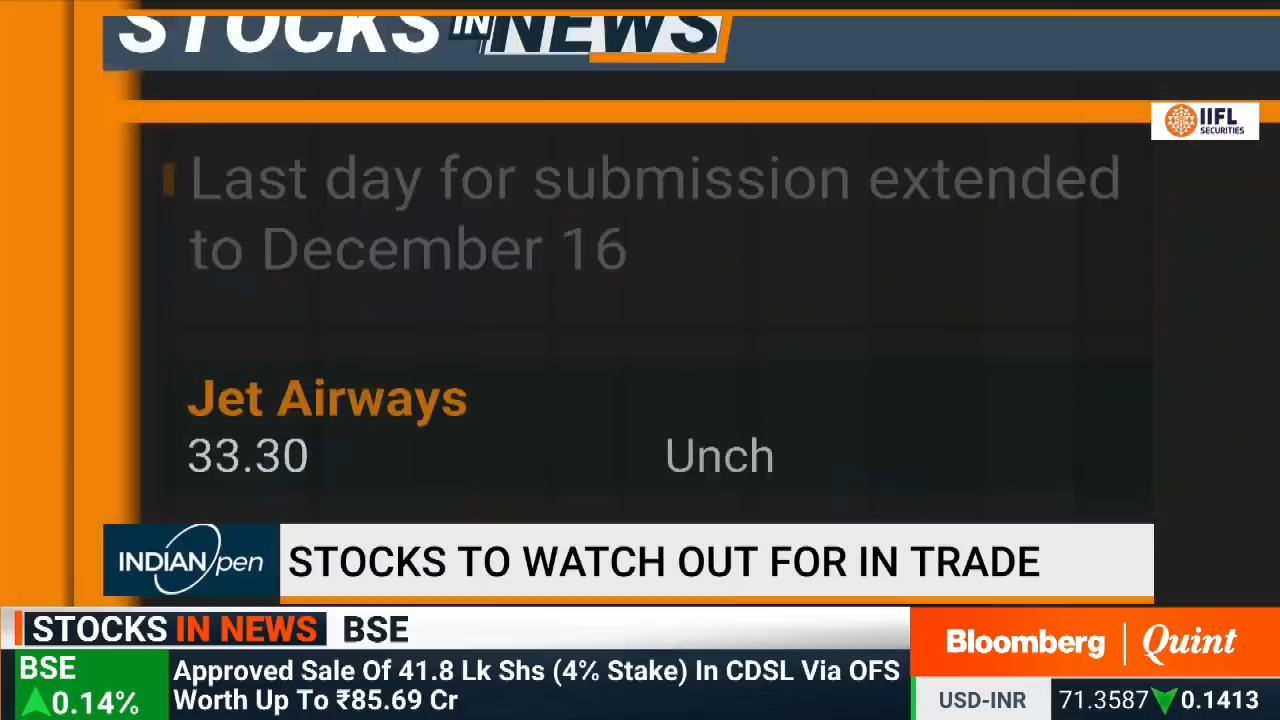 STOCKS IN NEWS
IIFL
SECURITIES
Last day for submission extended
to December 16
Jet Airways
33.30 Unch
INDIAN Open
STOCKS TO WATCH OUT FOR IN TRADE
STOCKS IN NEWS BSE
Bloomberg | Quint
BSE
▲0.14%
Approved Sale Of 41.8 Lk Shs (4% Stake) In CDSL Via OFS
Worth Up To ₹85.69 Cr
USD-INR 71.3587▼0.1413